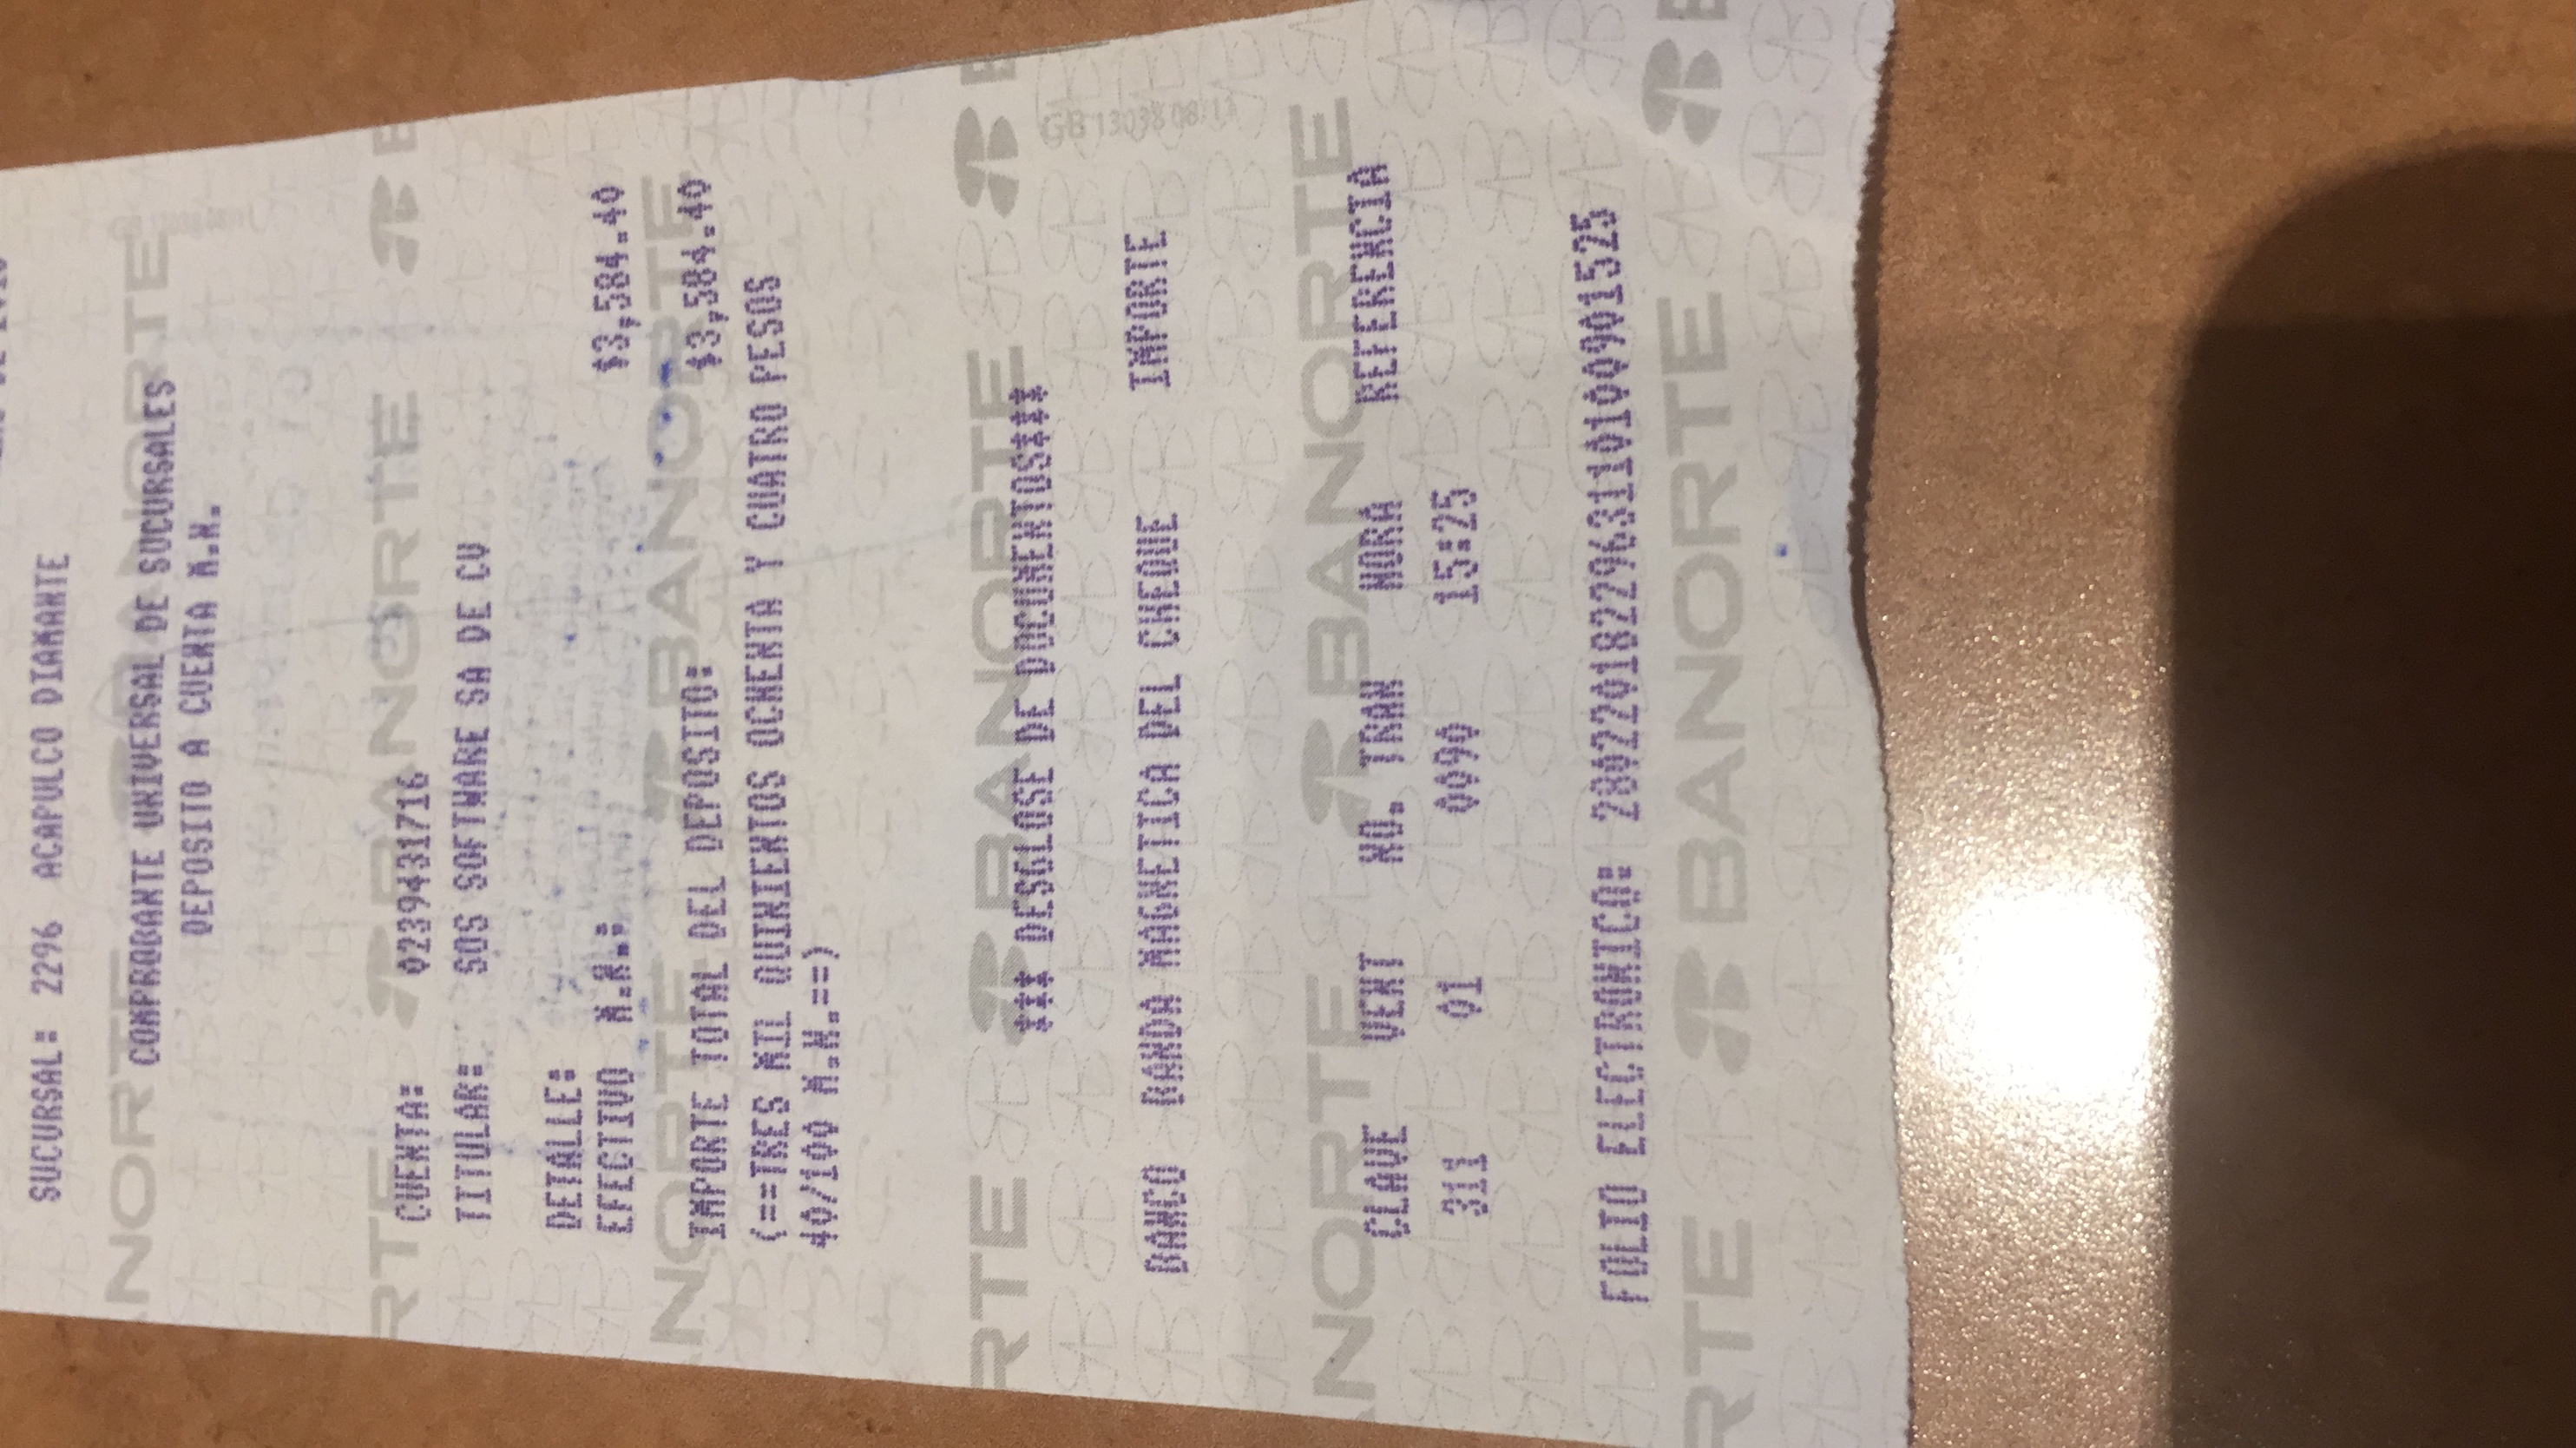 SUCURSAL: 2296 ACAPULCO DIAMANTE
COMPROBANTE UNIVERSAL DE SUCURSALES
DEPOSITO A CUENTA M.N.
CUENTA: 0239431716
TITULAR: SOS SOFTWARE SA DE CV
DETALLE:
EFECTIVO M.N.: $3,584.40
IMPORTE TOTAL DEL DEPOSITO: $3,584.40
(==TRES MIL QUINIENTOS OCHENTA Y CUATRO PESOS
40/100 M.N.==)
BANORTE
*** DESGLOSE DE DOCUMENTOS***
BANCO BANDA MAGNETICA DEL CHEQUE IMPORTE
BANORTE
CLAVE VENT NO. TRAN HORA REFERENCIA
311 01 0090 15:25
FOLIO ELECTRONICO: 2802201822963110100901525
BANORTE